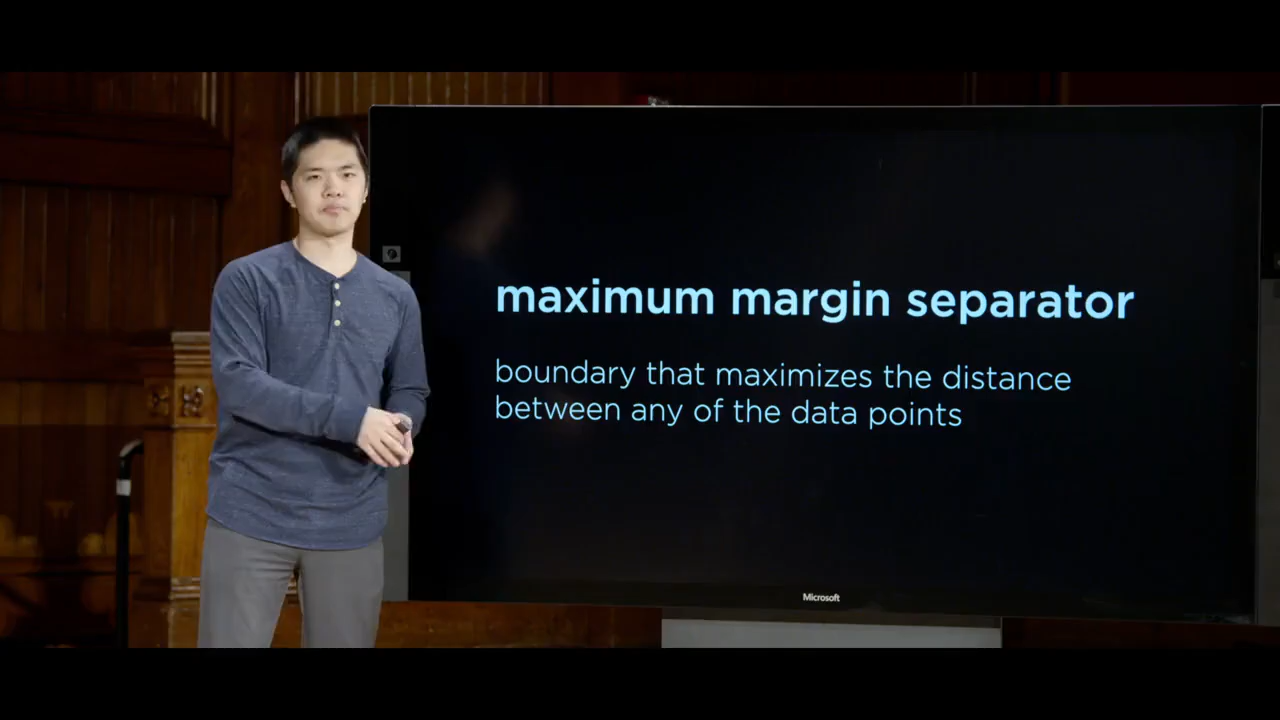 maximum margin separator
boundary that maximizes the distance
between any of the data points
Microsoft